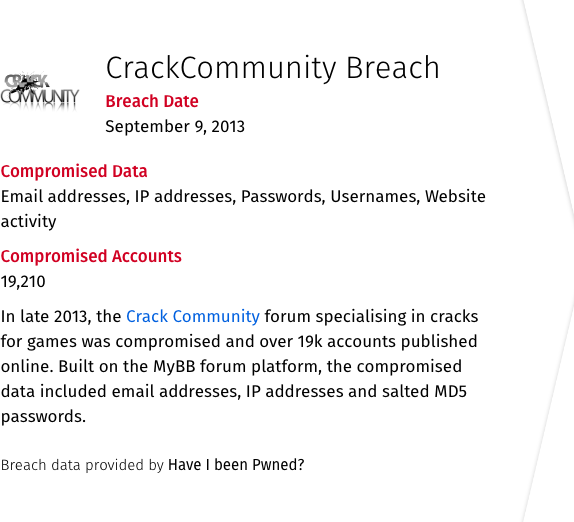 CRACK
COMMUNITY
CrackCommunity Breach
Breach Date
September 9, 2013
Compromised Data
Email addresses, IP addresses, Passwords, Usernames, Website
activity
Compromised Accounts
19,210
In late 2013, the Crack Community forum specialising in cracks
for games was compromised and over 19k accounts published
online. Built on the MyBB forum platform, the compromised
data included email addresses, IP addresses and salted MD5
passwords.
Breach data provided by Have I been Pwned?